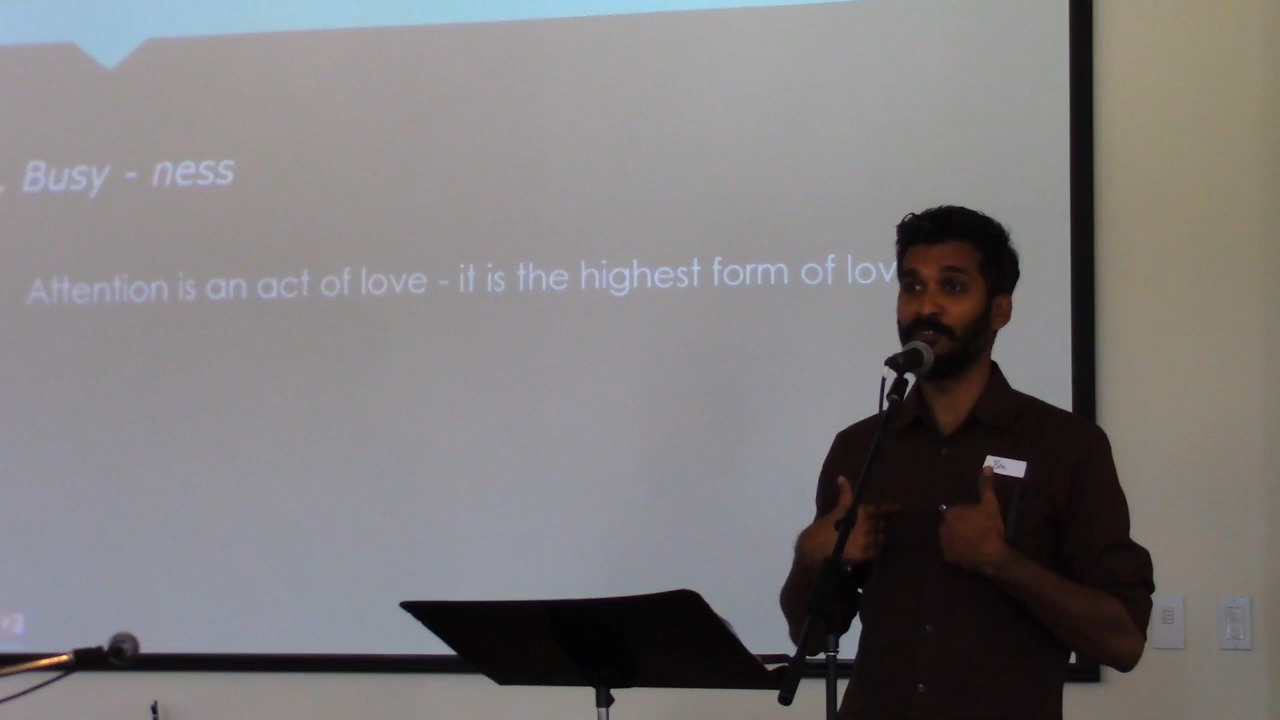 . Busy - ness
Attention is an act of love - it is the highest form of lov